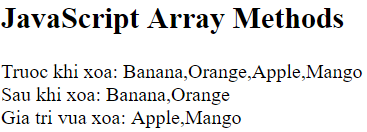 JavaScript Array Methods
Truoc khi xoa: Banana,Orange,Apple,Mango
Sau khi xoa: Banana,Orange
Gia tri vua xoa: Apple,Mango